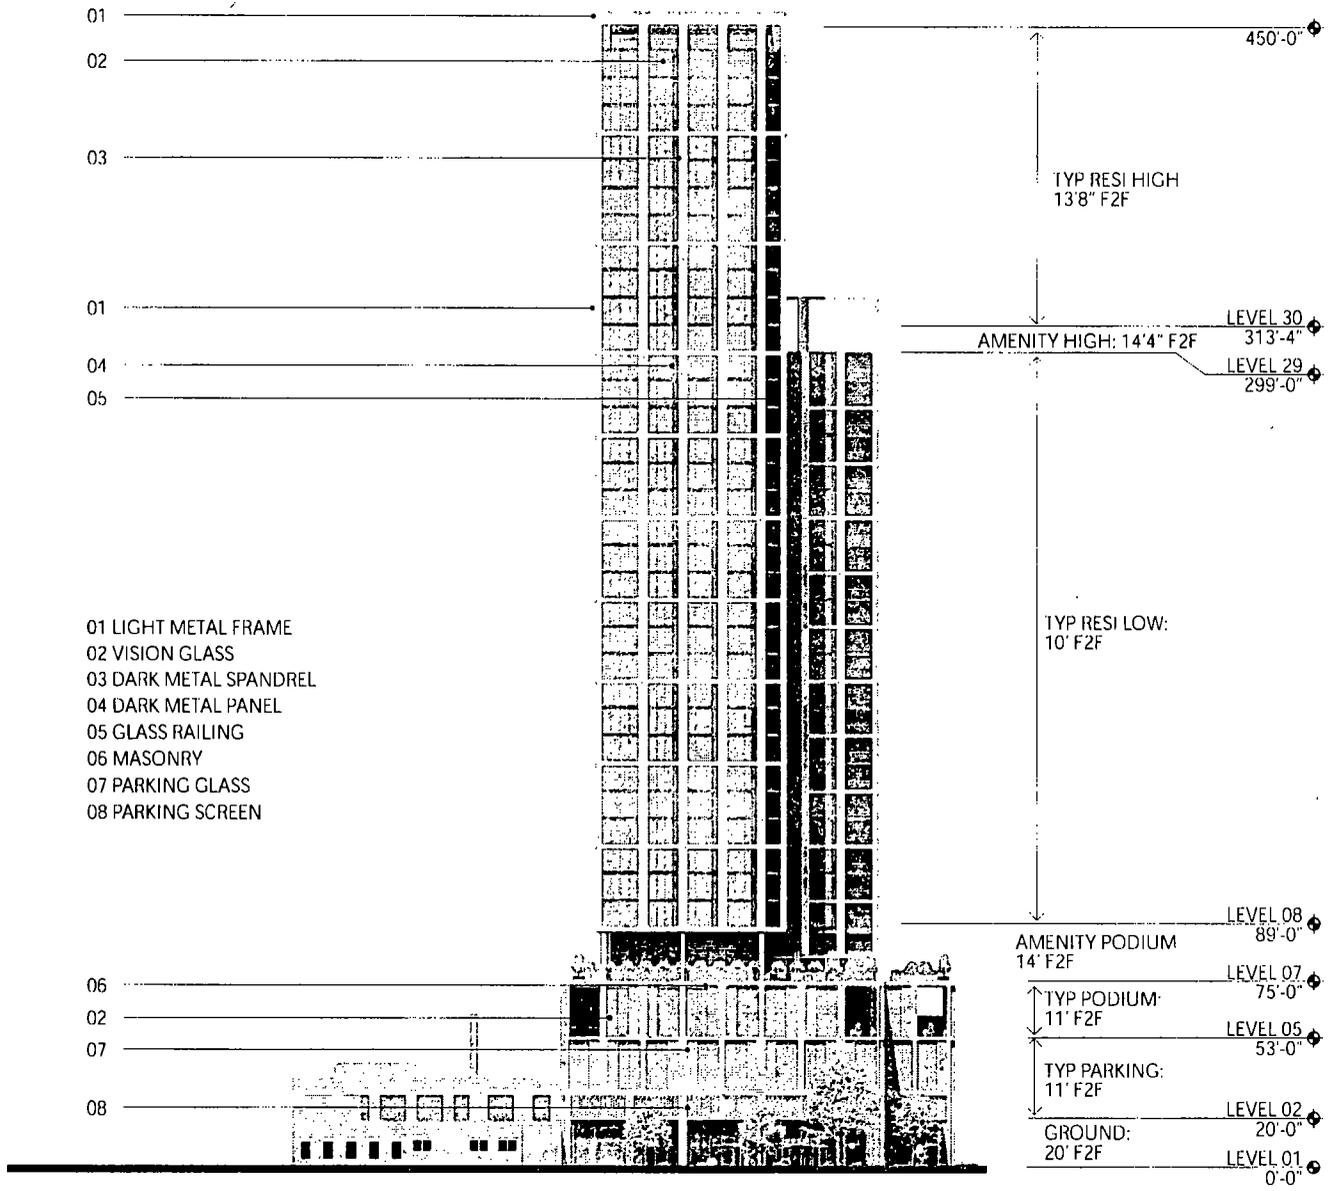 01
450'-0"
02
03
TYP RESI HIGH
13'8" F2F
01
LEVEL 30
313'-4"
AMENITY HIGH: 14'4" F2F
LEVEL 29
299'-0"
04
05
01 LIGHT METAL FRAME
02 VISION GLASS
03 DARK METAL SPANDREL
04 DARK METAL PANEL
05 GLASS RAILING
06 MASONRY
07 PARKING GLASS
08 PARKING SCREEN
TYP RESI LOW:
10' F2F
LEVEL 08
89'-0"
AMENITY PODIUM
14' F2F
LEVEL 07
75'-0"
06
02
TYP PODIUM:
11' F2F
LEVEL 05
53'-0"
07
TYP PARKING:
11' F2F
08
LEVEL 02
20'-0"
GROUND:
20' F2F
LEVEL 01
0'-0"